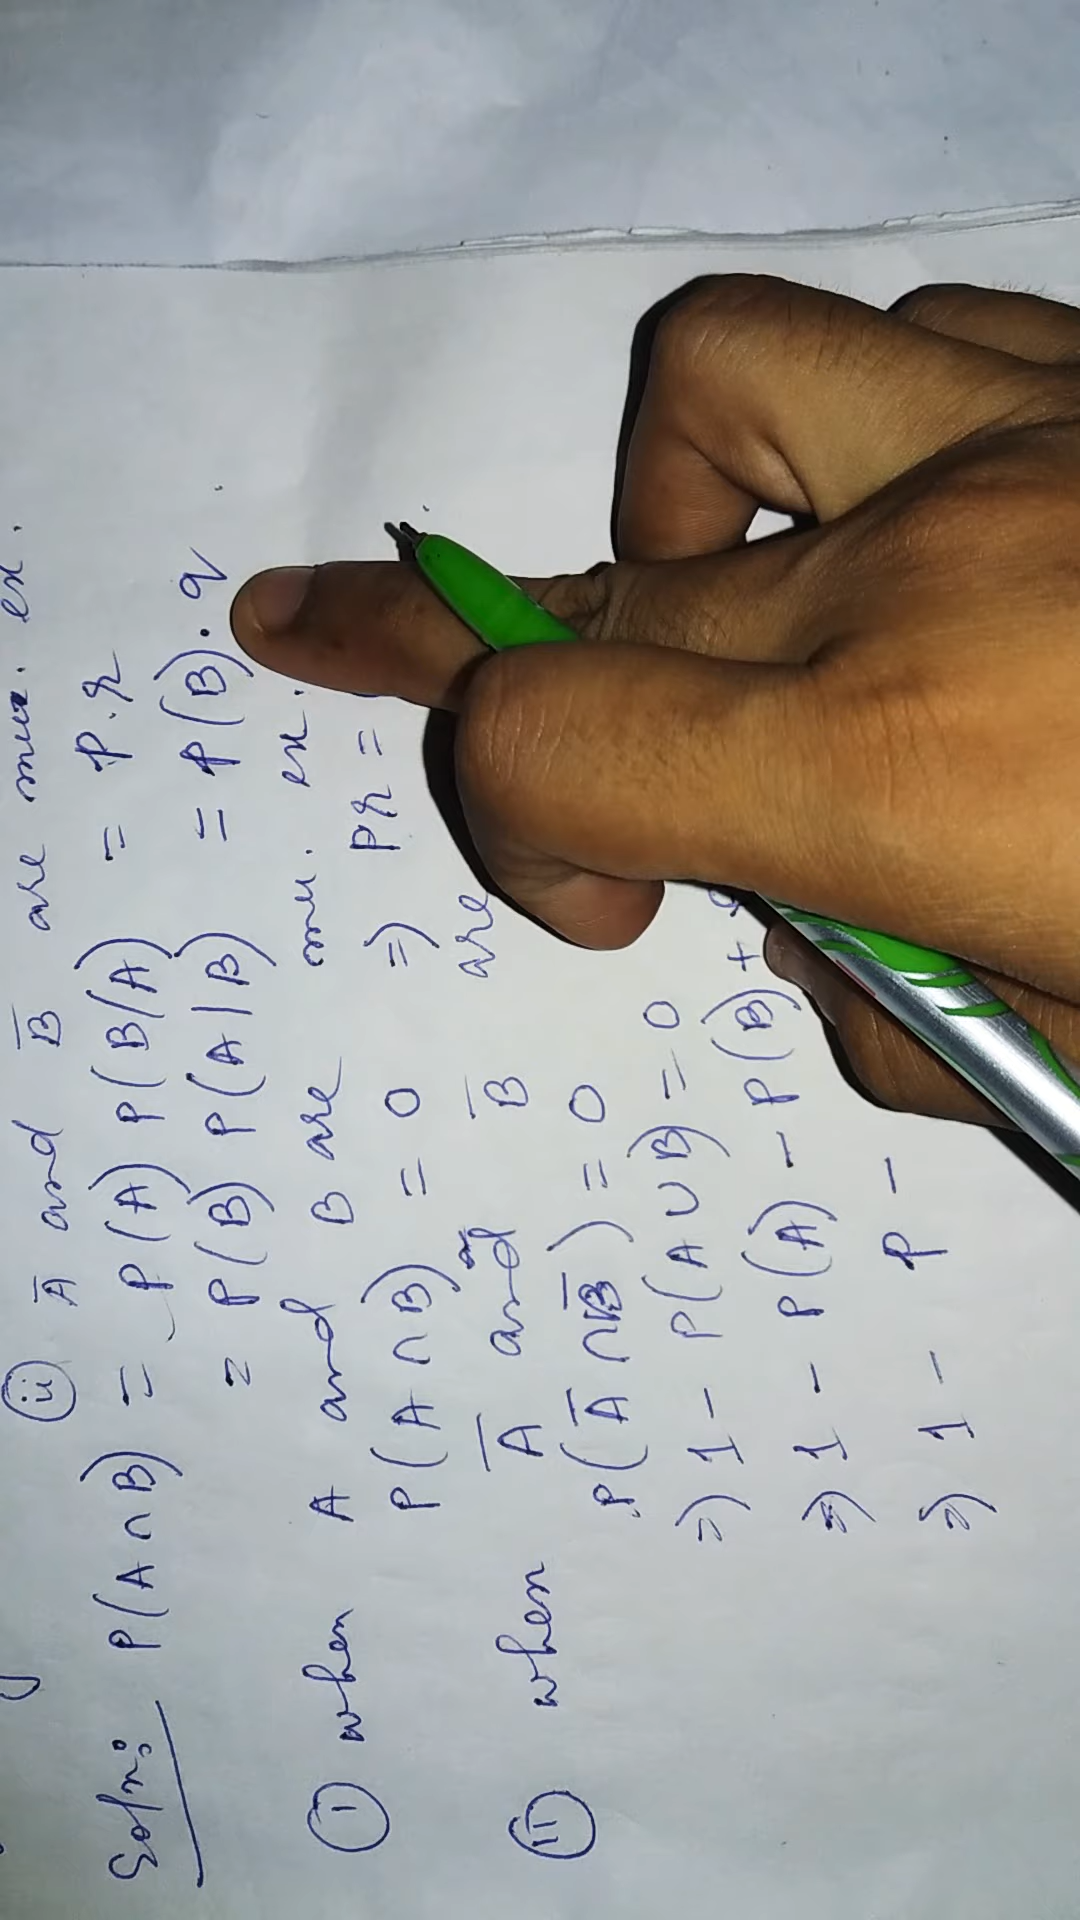 (ii) A̅ and B̅ are mu. ex.
Soln: P(A∩B) = P(A) P(B/A) = p.r
= P(B) P(A|B) = P(B).q
(i) when A and B are mu. ex.
P(A∩B) = 0 ⇒ pr =
(ii) when A̅ and B̅ are
P(A̅∩B̅) = 0
⇒ 1 - P(A∪B) = 0
⇒ 1 - P(A) - P(B) +
⇒ 1 - P -